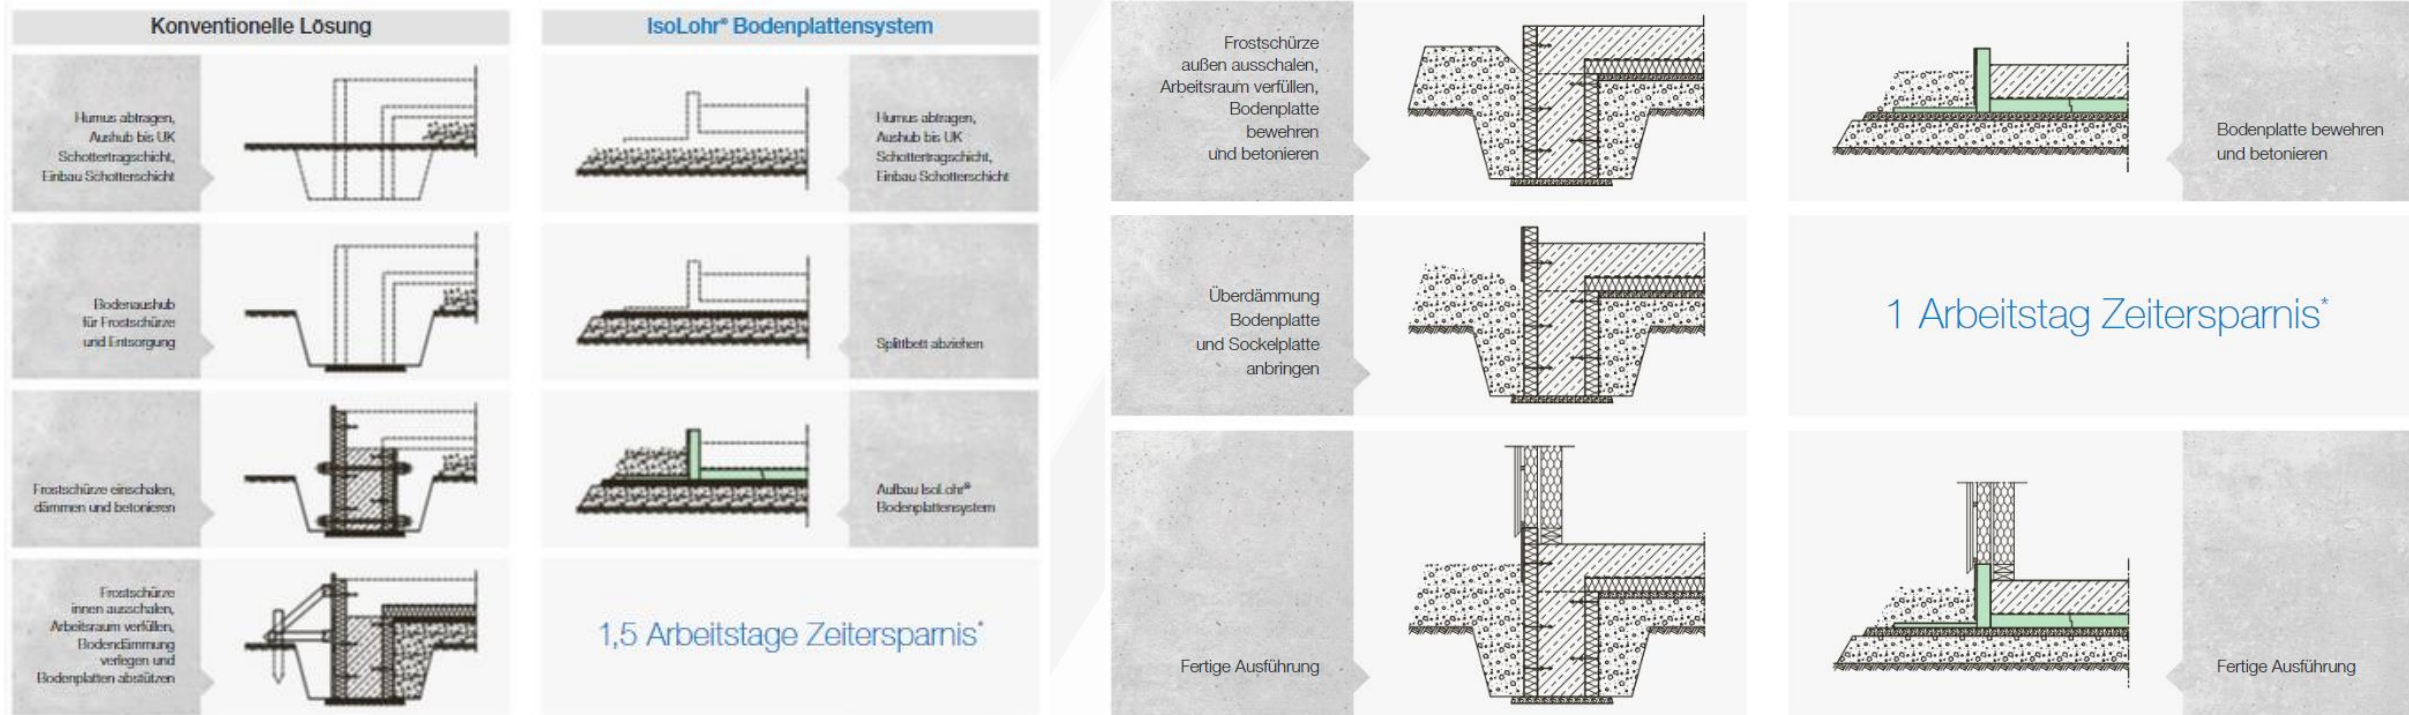 Konventionelle Lösung
IsoLohr® Bodenplattensystem
Humus abtragen,
Aushub bis UK
Schottertragschicht,
Einbau Schotterschicht
Humus abtragen,
Aushub bis UK
Schottertragschicht,
Einbau Schotterschicht
Bodenaushub
für Frostschürze
und Entsorgung
Splittbett abziehen
Frostschürze einschalen,
dämmen und betonieren
Aufbau IsoLohr®
Bodenplattensystem
Frostschürze
innen ausschalen,
Arbeitsraum verfüllen,
Bodendämmung
verlegen und
Bodenplatten abstützen
1,5 Arbeitstage Zeitersparnis*
Frostschürze
außen ausschalen,
Arbeitsraum verfüllen,
Bodenplatte
bewehren
und betonieren
Bodenplatte bewehren
und betonieren
Überdämmung
Bodenplatte
und Sockelplatte
anbringen
1 Arbeitstag Zeitersparnis*
Fertige Ausführung
Fertige Ausführung